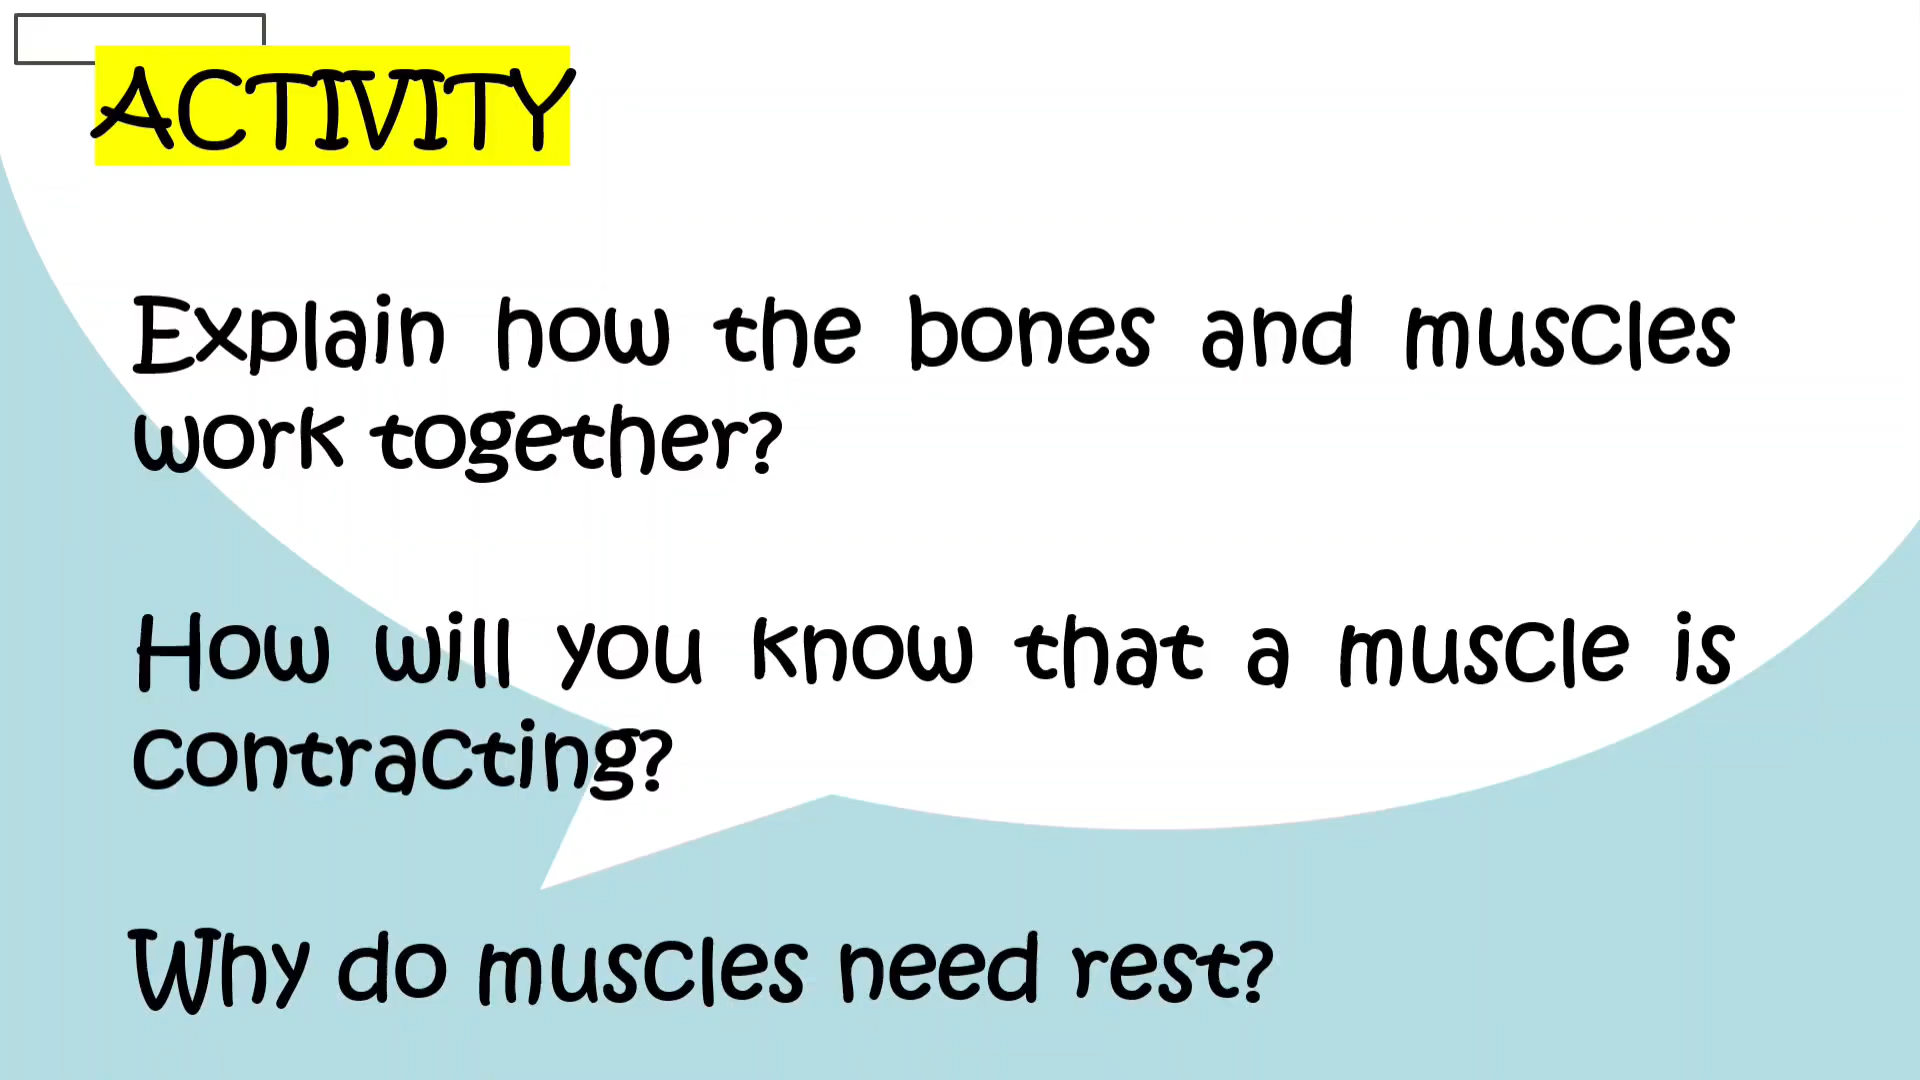 ACTIVITY
Explain how the bones and muscles
work together?
How will you know that a muscle is
contracting?
Why do muscles need rest?